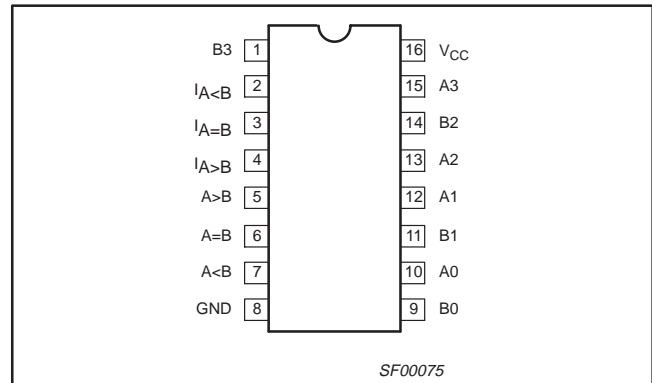 B3 1 16 VCC
IA<B 2 15 A3
IA=B 3 14 B2
IA>B 4 13 A2
A>B 5 12 A1
A=B 6 11 B1
A<B 7 10 A0
GND 8 9 B0
SF00075